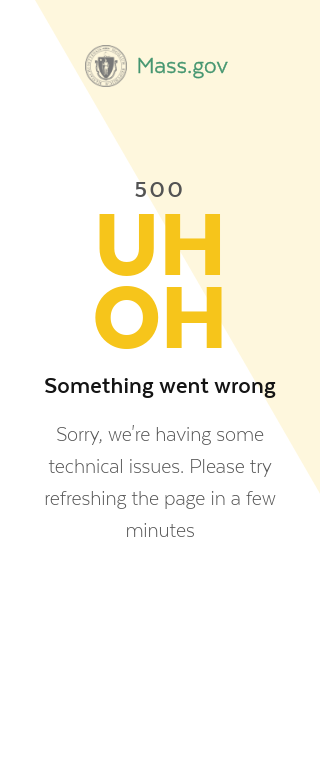 Mass.gov
500
UH
OH
Something went wrong
Sorry, we're having some
technical issues. Please try
refreshing the page in a few
minutes